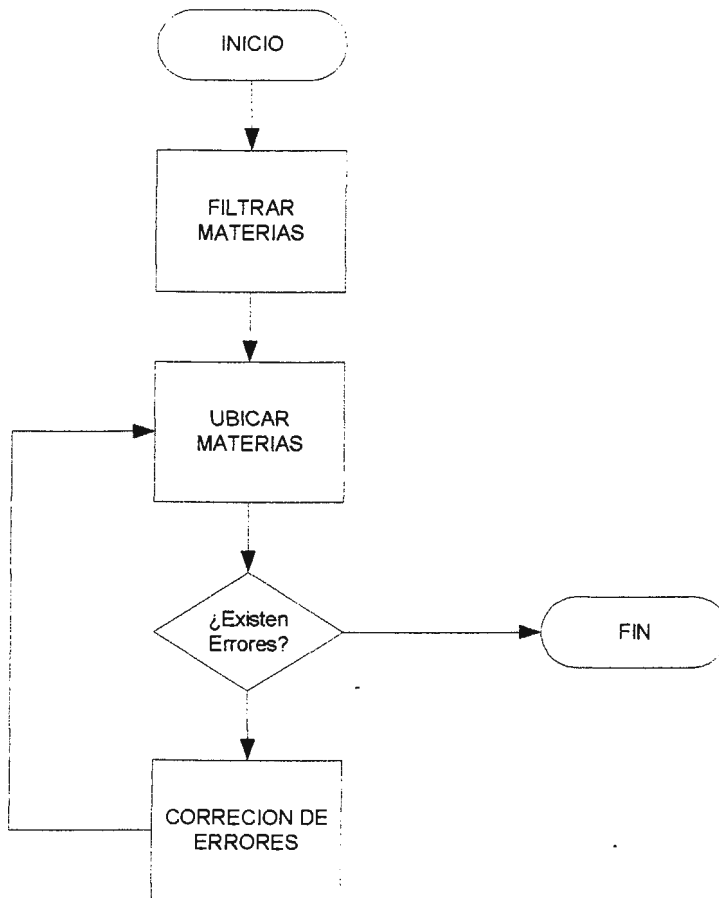 INICIO
FILTRAR
MATERIAS
UBICAR
MATERIAS
¿Existen
Errores?
FIN
CORRECION DE
ERRORES